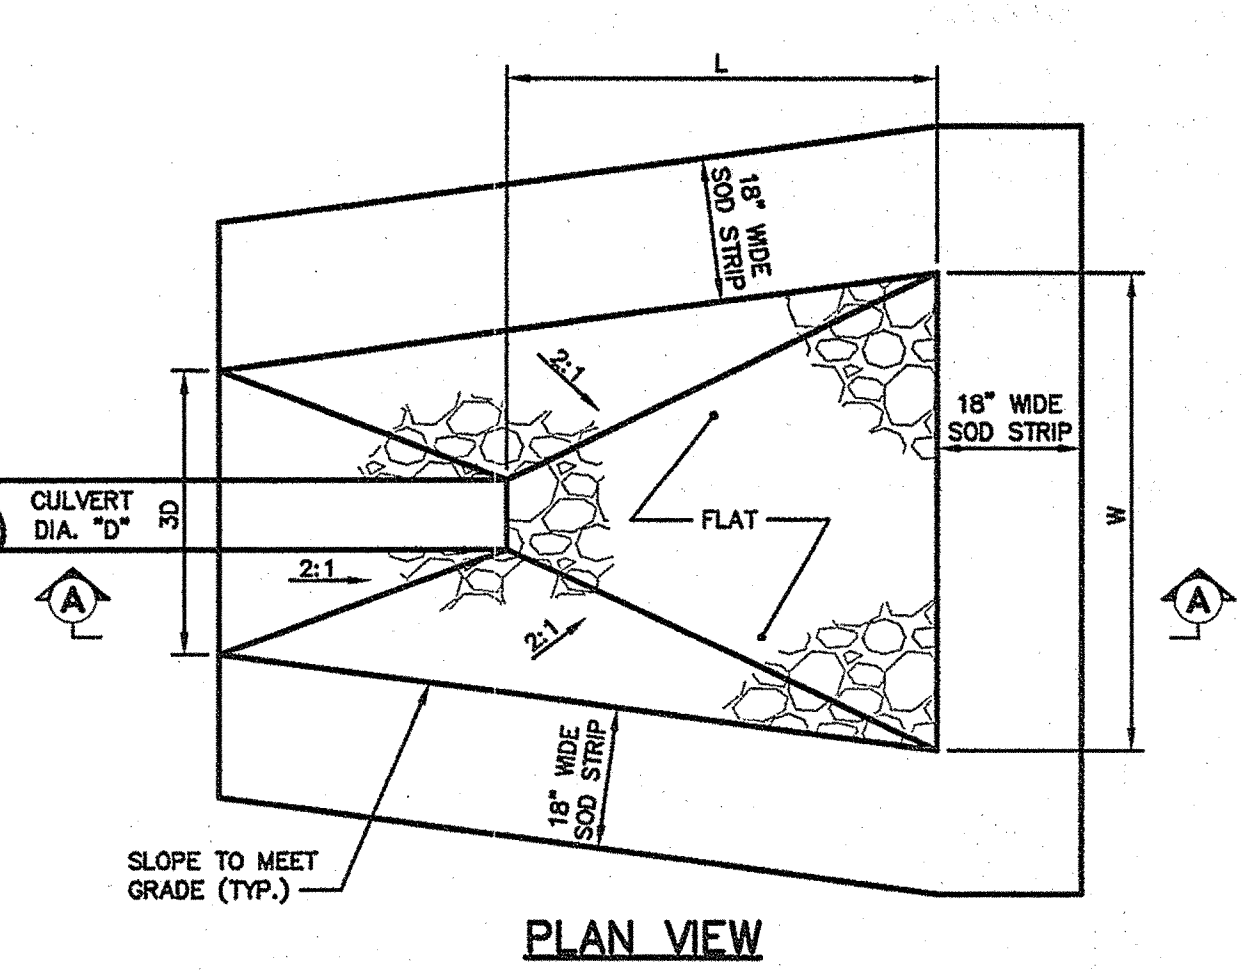 L
18" WIDE
SOD STRIP
2:1
18" WIDE
SOD STRIP
CULVERT
DIA. "D"
3D
FLAT
W
A
2:1
2:1
A
18" WIDE
SOD STRIP
SLOPE TO MEET
GRADE (TYP.)
PLAN VIEW